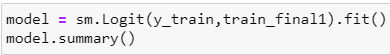 model = sm.Logit(y_train,train_final1).fit()
model.summary()